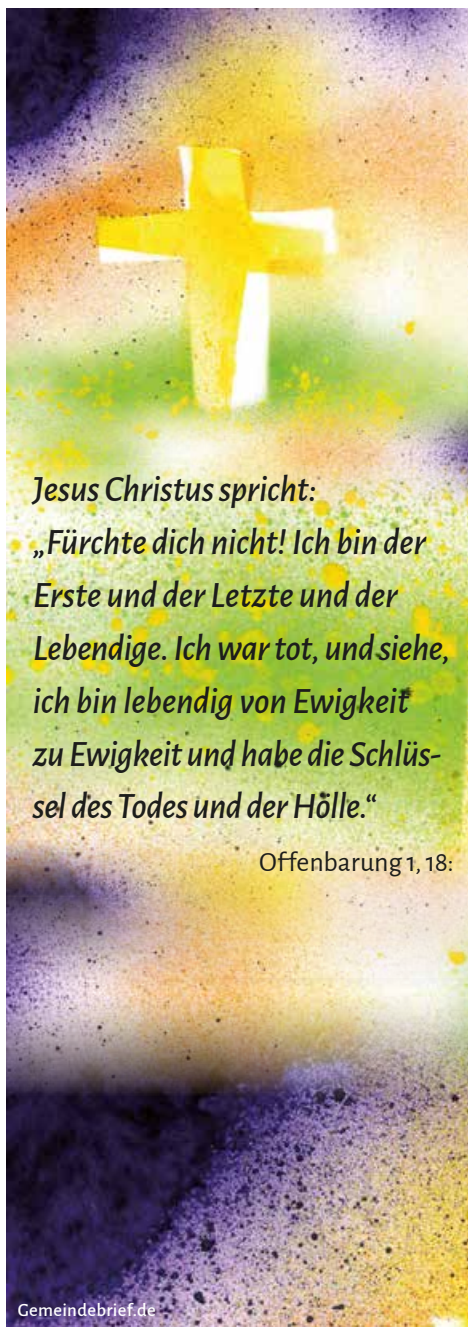 Jesus Christus spricht:
„Fürchte dich nicht! Ich bin der
Erste und der Letzte und der
Lebendige. Ich war tot, und siehe,
ich bin lebendig von Ewigkeit
zu Ewigkeit und habe die Schlüs-
sel des Todes und der Hölle.“
Offenbarung 1, 18:
Gemeindebrief.de